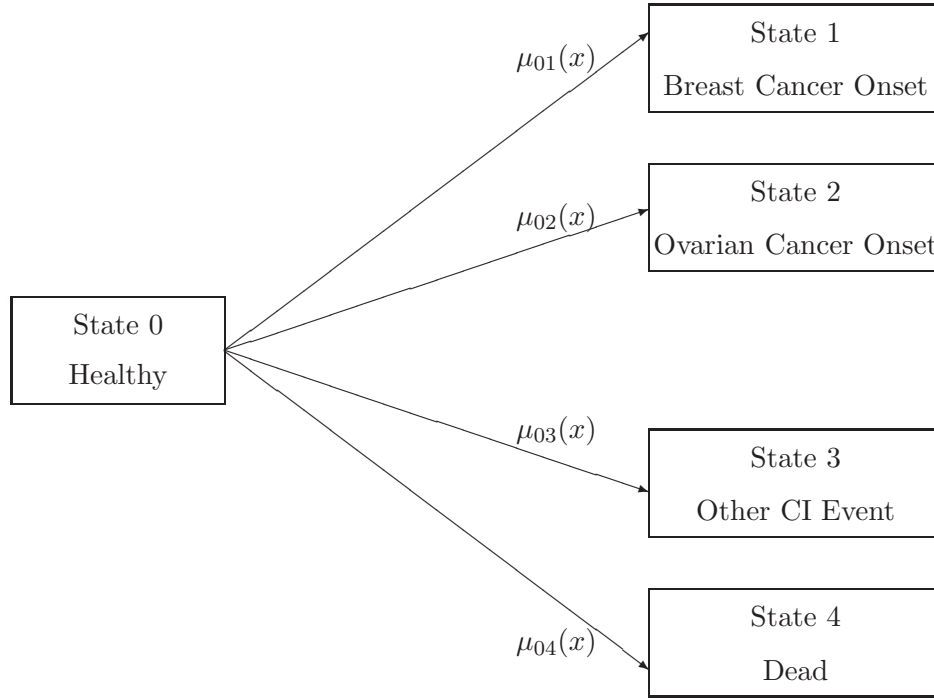 State 1
Breast Cancer Onset
μ01(x)
State 2
Ovarian Cancer Onset
μ02(x)
State 0
Healthy
μ03(x)
State 3
Other CI Event
μ04(x)
State 4
Dead